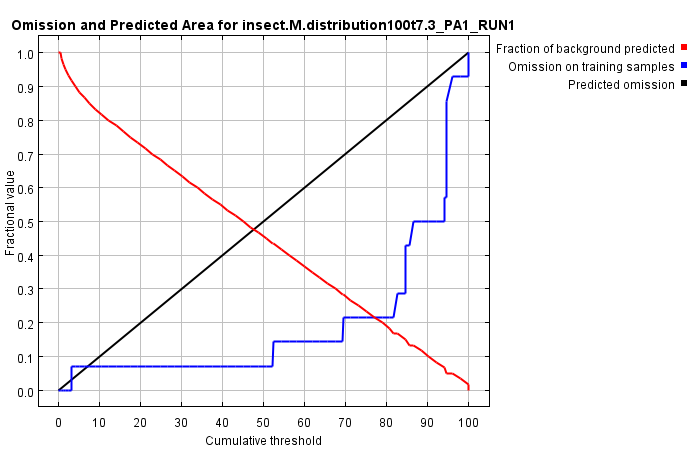 Omission and Predicted Area for insect.M.distribution100t7.3_PA1_RUN1
Fraction of background predicted
Omission on training samples
Predicted omission
Fractional value
1.0
0.9
0.8
0.7
0.6
0.5
0.4
0.3
0.2
0.1
0.0
0 10 20 30 40 50 60 70 80 90 100
Cumulative threshold